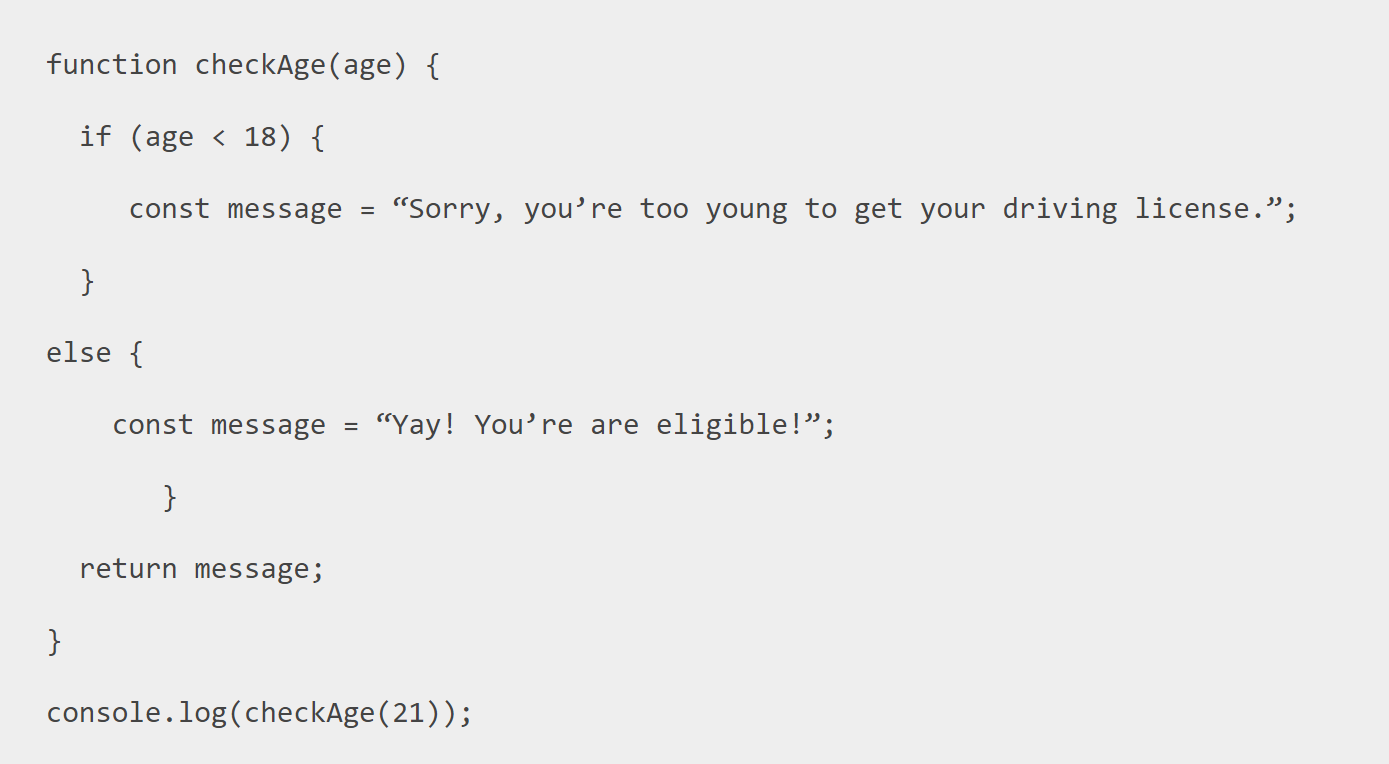 function checkAge(age) {
  if (age < 18) {
     const message = “Sorry, you’re too young to get your driving license.”;
  }
else {
    const message = “Yay! You’re are eligible!”;
       }
  return message;
}
console.log(checkAge(21));